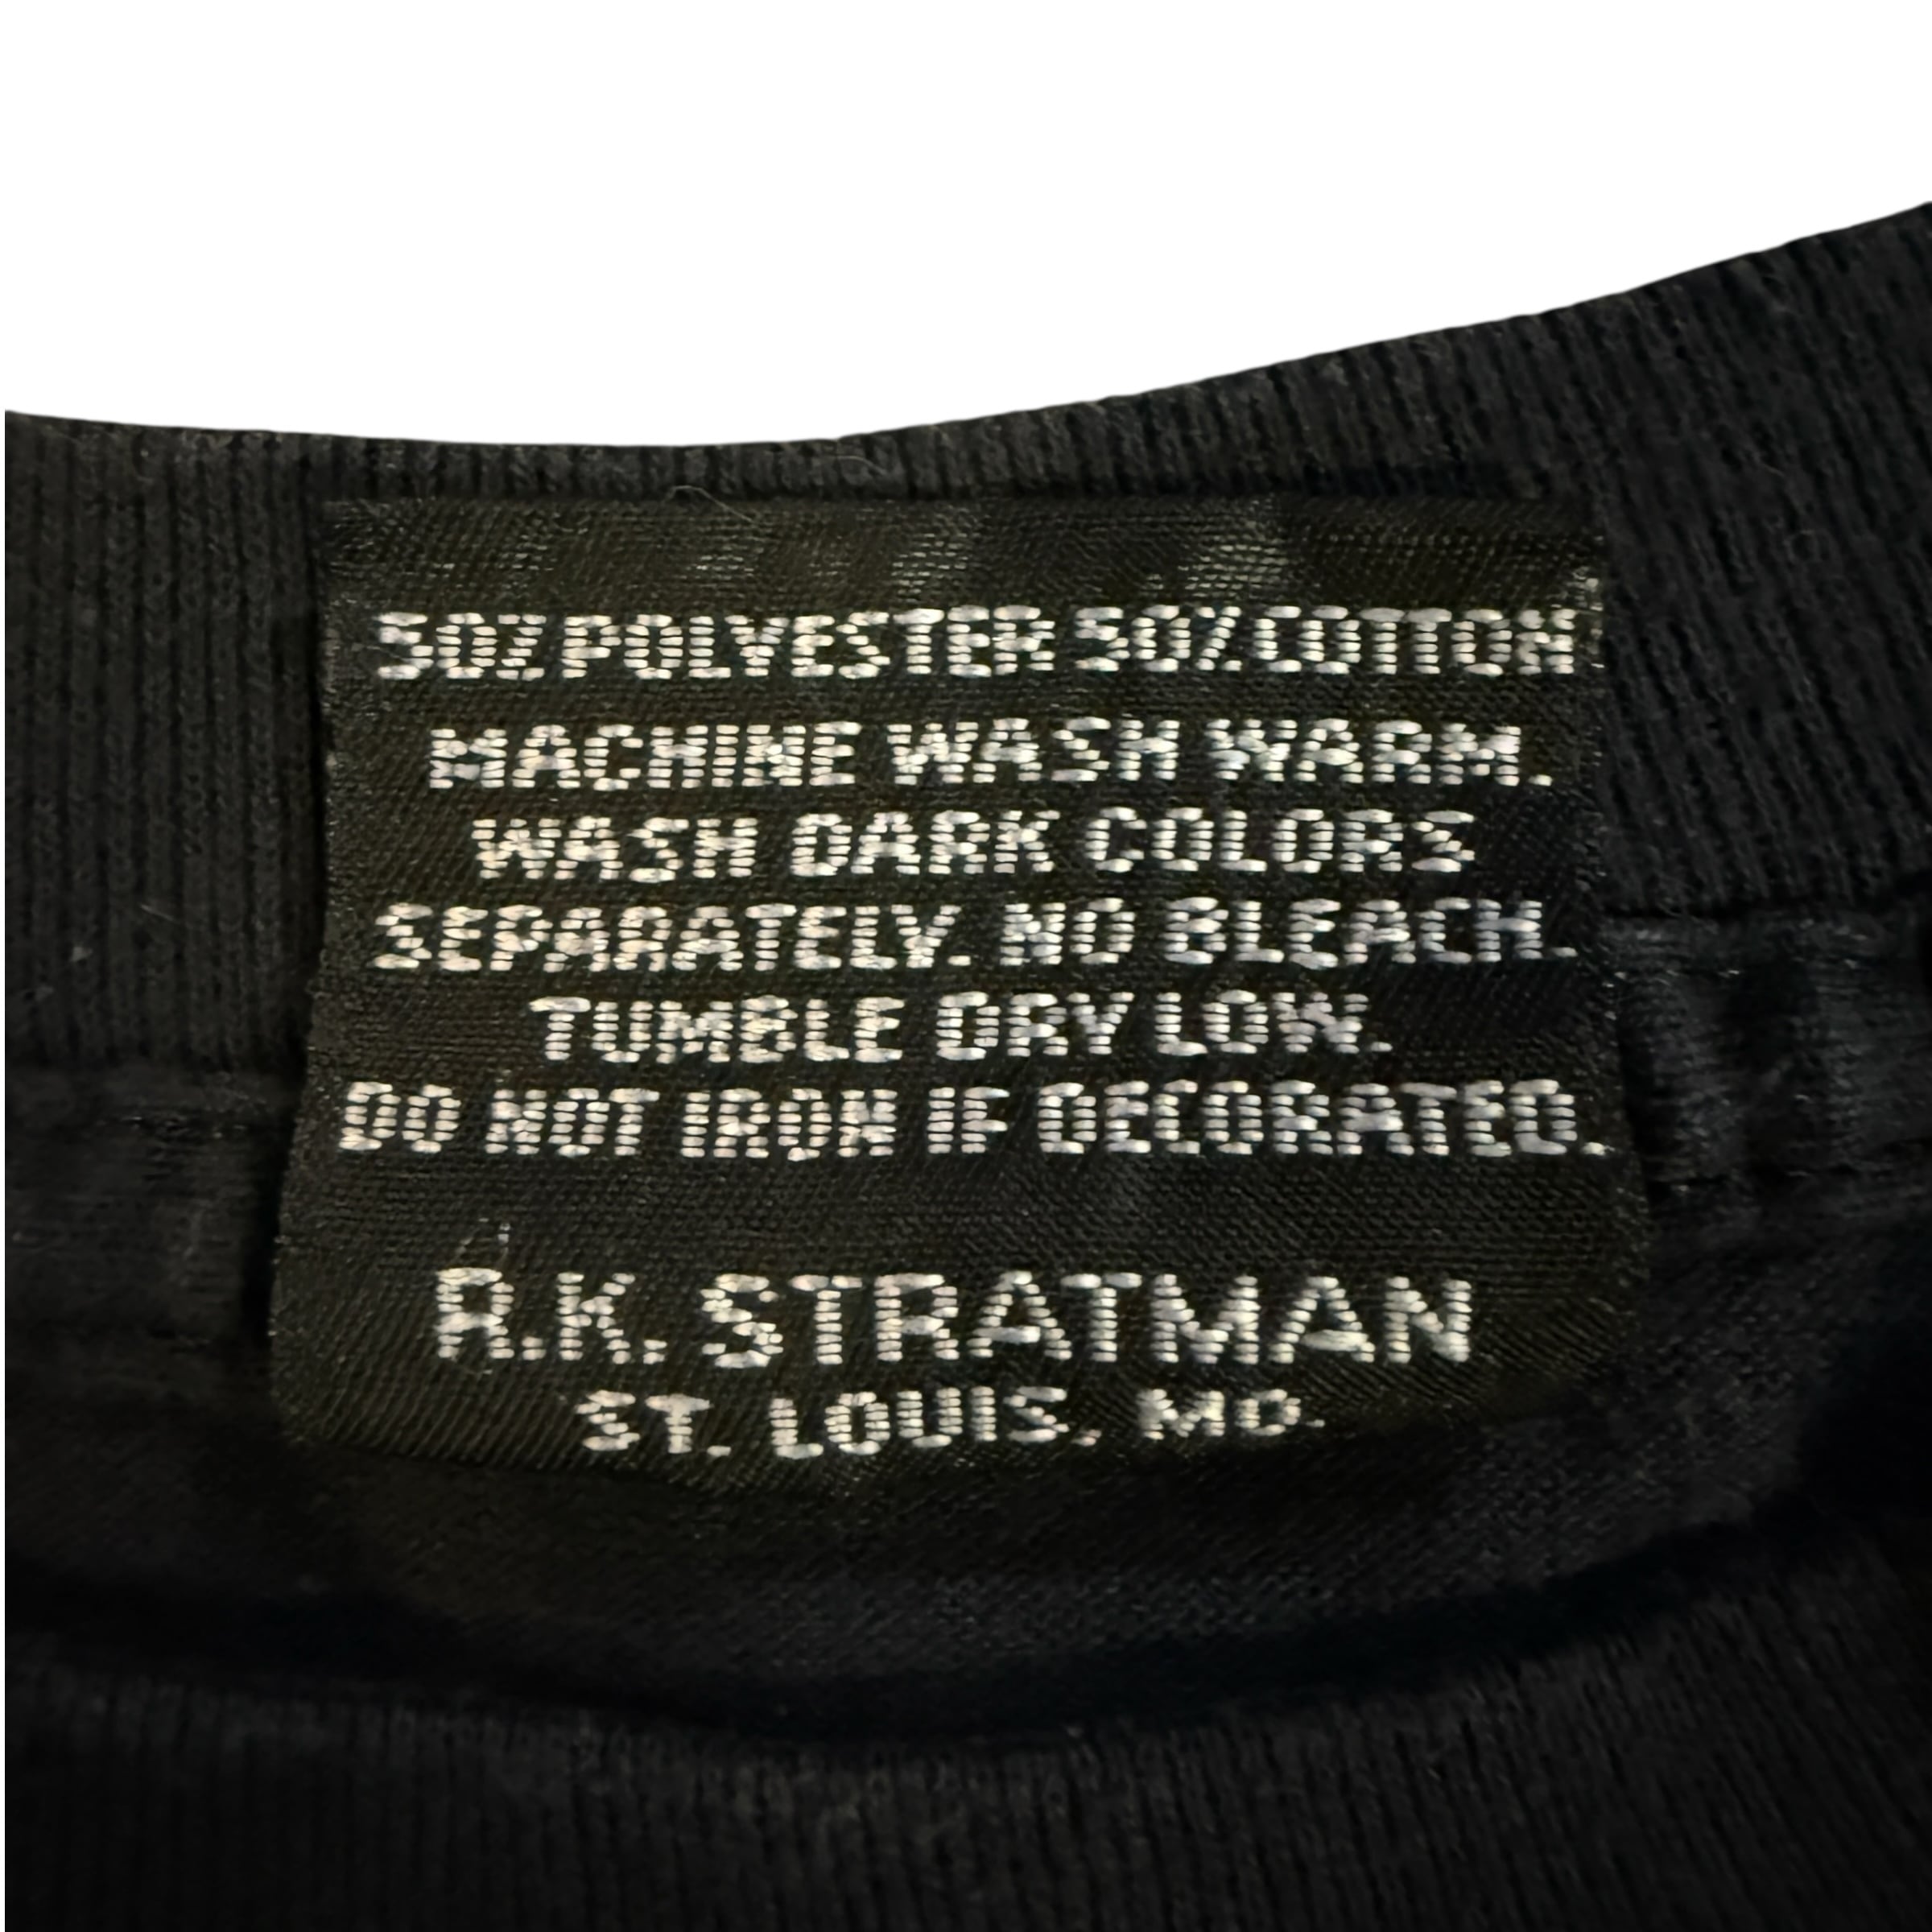 50% POLYESTER 50% COTTON
MACHINE WASH WARM.
WASH DARK COLORS
SEPARATELY. NO BLEACH.
TUMBLE DRY LOW.
DO NOT IRON IF DECORATED.
R.K. STRATMAN
ST. LOUIS, MO.